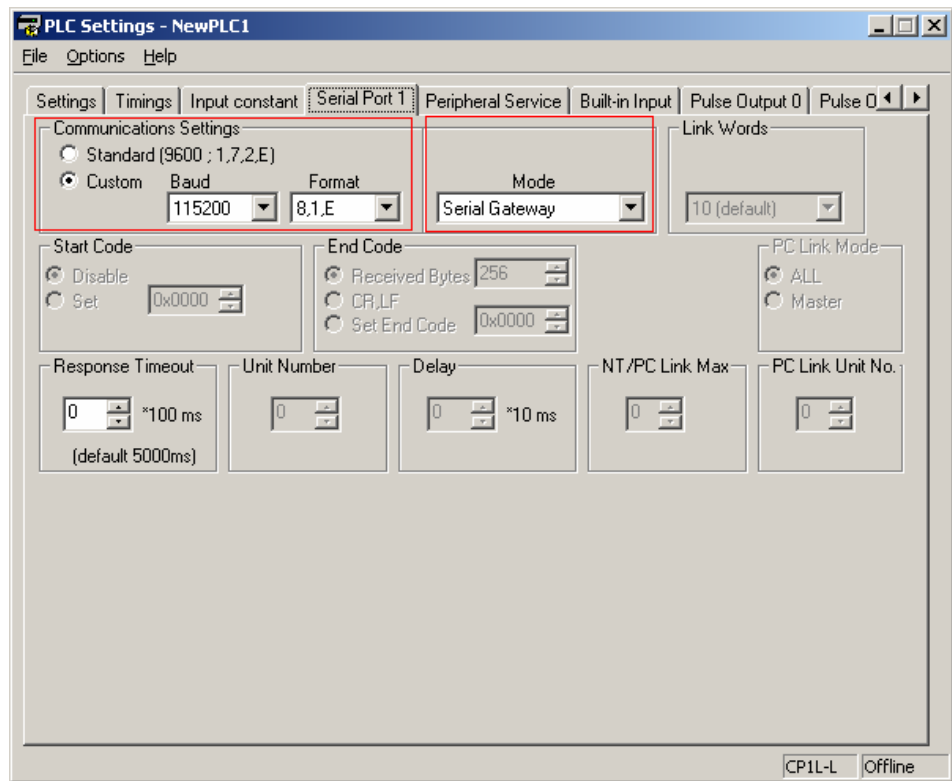 PLC Settings - NewPLC1
File Options Help
Settings Timings Input constant Serial Port 1 Peripheral Service Built-in Input Pulse Output 0 Pulse O
Communications Settings
Link Words
Standard (9600 ; 1,7,2,E)
Custom Baud Format Mode
115200 8,1,E Serial Gateway 10 (default)
Start Code End Code PC Link Mode
Disable Received Bytes 256 ALL
Set 0x0000 CR,LF Master
Set End Code 0x0000
Response Timeout Unit Number Delay NT/PC Link Max PC Link Unit No.
0 *100 ms 0 0 *10 ms 0 0
(default 5000ms)
CP1L-L Offline